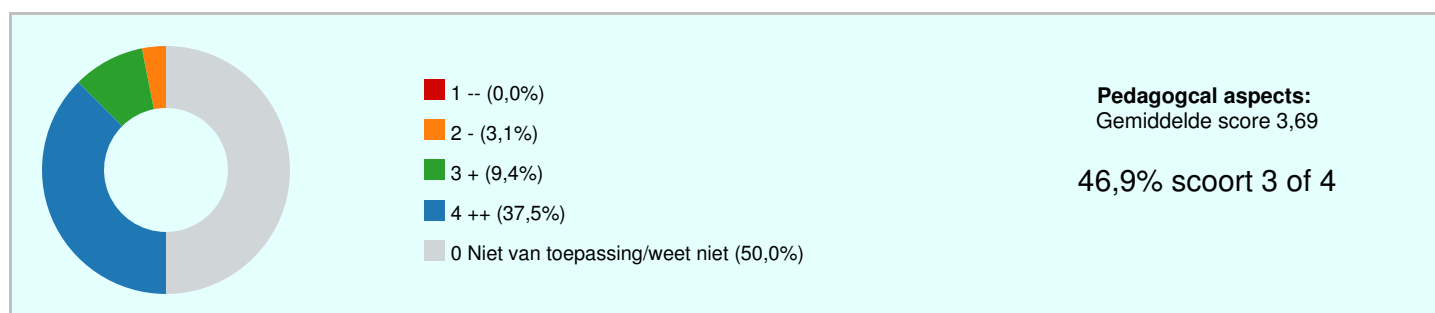 1 -- (0,0%)
2 - (3,1%)
3 + (9,4%)
4 ++ (37,5%)
0 Niet van toepassing/weet niet (50,0%)
Pedagogcal aspects:
Gemiddelde score 3,69
46,9% scoort 3 of 4